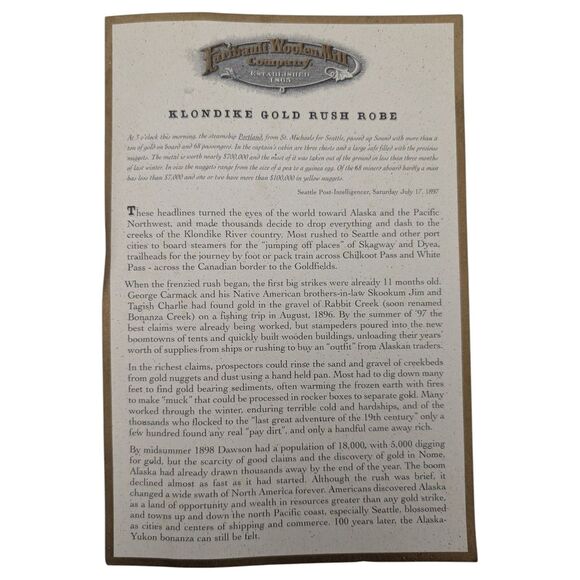 Faribault Woolen Mill
Company
ESTABLISHED
1865
KLONDIKE GOLD RUSH ROBE
At 3 o'clock this morning, the steamship Portland, from St. Michaels for Seattle, passed up Sound with more than a
ton of gold on board and 68 passengers. In the captain's cabin are three chests and a large safe filled with the precious
nuggets. The metal is worth nearly $700,000 and the most of it was taken out of the ground in less than three months
of last winter. In size the nuggets range from the size of a pea to a guinea egg. Of the 68 miners aboard hardly a man
has less than $7,000 and one or two have more than $100,000 in yellow nuggets.
Seattle Post-Intelligencer, Saturday July 17, 1897
These headlines turned the eyes of the world toward Alaska and the Pacific
Northwest, and made thousands decide to drop everything and dash to the
creeks of the Klondike River country. Most rushed to Seattle and other port
cities to board steamers for the "jumping off places" of Skagway and Dyea,
trailheads for the journey by foot or pack train across Chilkoot Pass and White
Pass - across the Canadian border to the Goldfields.
When the frenzied rush began, the first big strikes were already 11 months old.
George Carmack and his Native American brothers-in-law Skookum Jim and
Tagish Charlie had found gold in the gravel of Rabbit Creek (soon renamed
Bonanza Creek) on a fishing trip in August, 1896. By the summer of '97 the
best claims were already being worked, but stampeders poured into the new
boomtowns of tents and quickly built wooden buildings, unloading their years'
worth of supplies-from ships or rushing to buy an "outfit" from Alaskan traders.
In the richest claims, prospectors could rinse the sand and gravel of creekbeds
from gold nuggets and dust using a hand held pan. Most had to dig down many
feet to find gold bearing sediments, often warming the frozen earth with fires
to make "muck" that could be processed in rocker boxes to separate gold. Many
worked through the winter, enduring terrible cold and hardships, and of the
thousands who flocked to the "last great adventure of the 19th century" only a
few hundred found any real "pay dirt", and only a handful came away rich.
By midsummer 1898 Dawson had a population of 18,000, with 5,000 digging
for gold, but the scarcity of good claims and the discovery of gold in Nome,
Alaska had already drawn thousands away by the end of the year. The boom
declined almost as fast as it had started. Although the rush was brief, it
changed a wide swath of North America forever. Americans discovered Alaska
as a land of opportunity and wealth in resources greater than any gold strike,
and towns up and down the north Pacific coast, especially Seattle, blossomed
as cities and centers of shipping and commerce. 100 years later, the Alaska-
Yukon bonanza can still be felt.